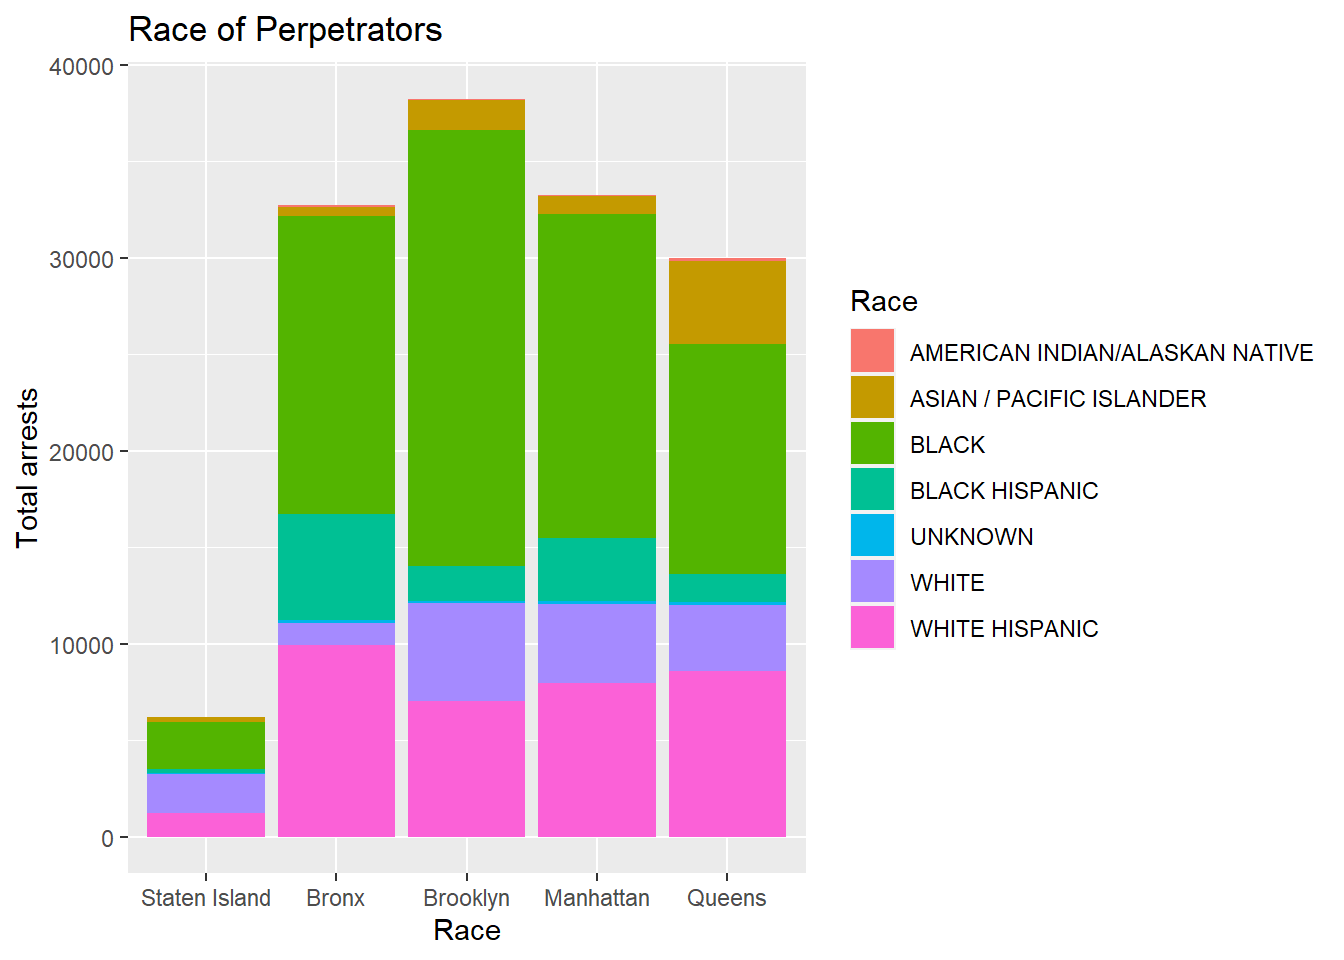 Race of Perpetrators
40000
30000
20000
10000
0
Total arrests
Staten Island
Bronx
Brooklyn
Manhattan
Queens
Race
Race
AMERICAN INDIAN/ALASKAN NATIVE
ASIAN / PACIFIC ISLANDER
BLACK
BLACK HISPANIC
UNKNOWN
WHITE
WHITE HISPANIC